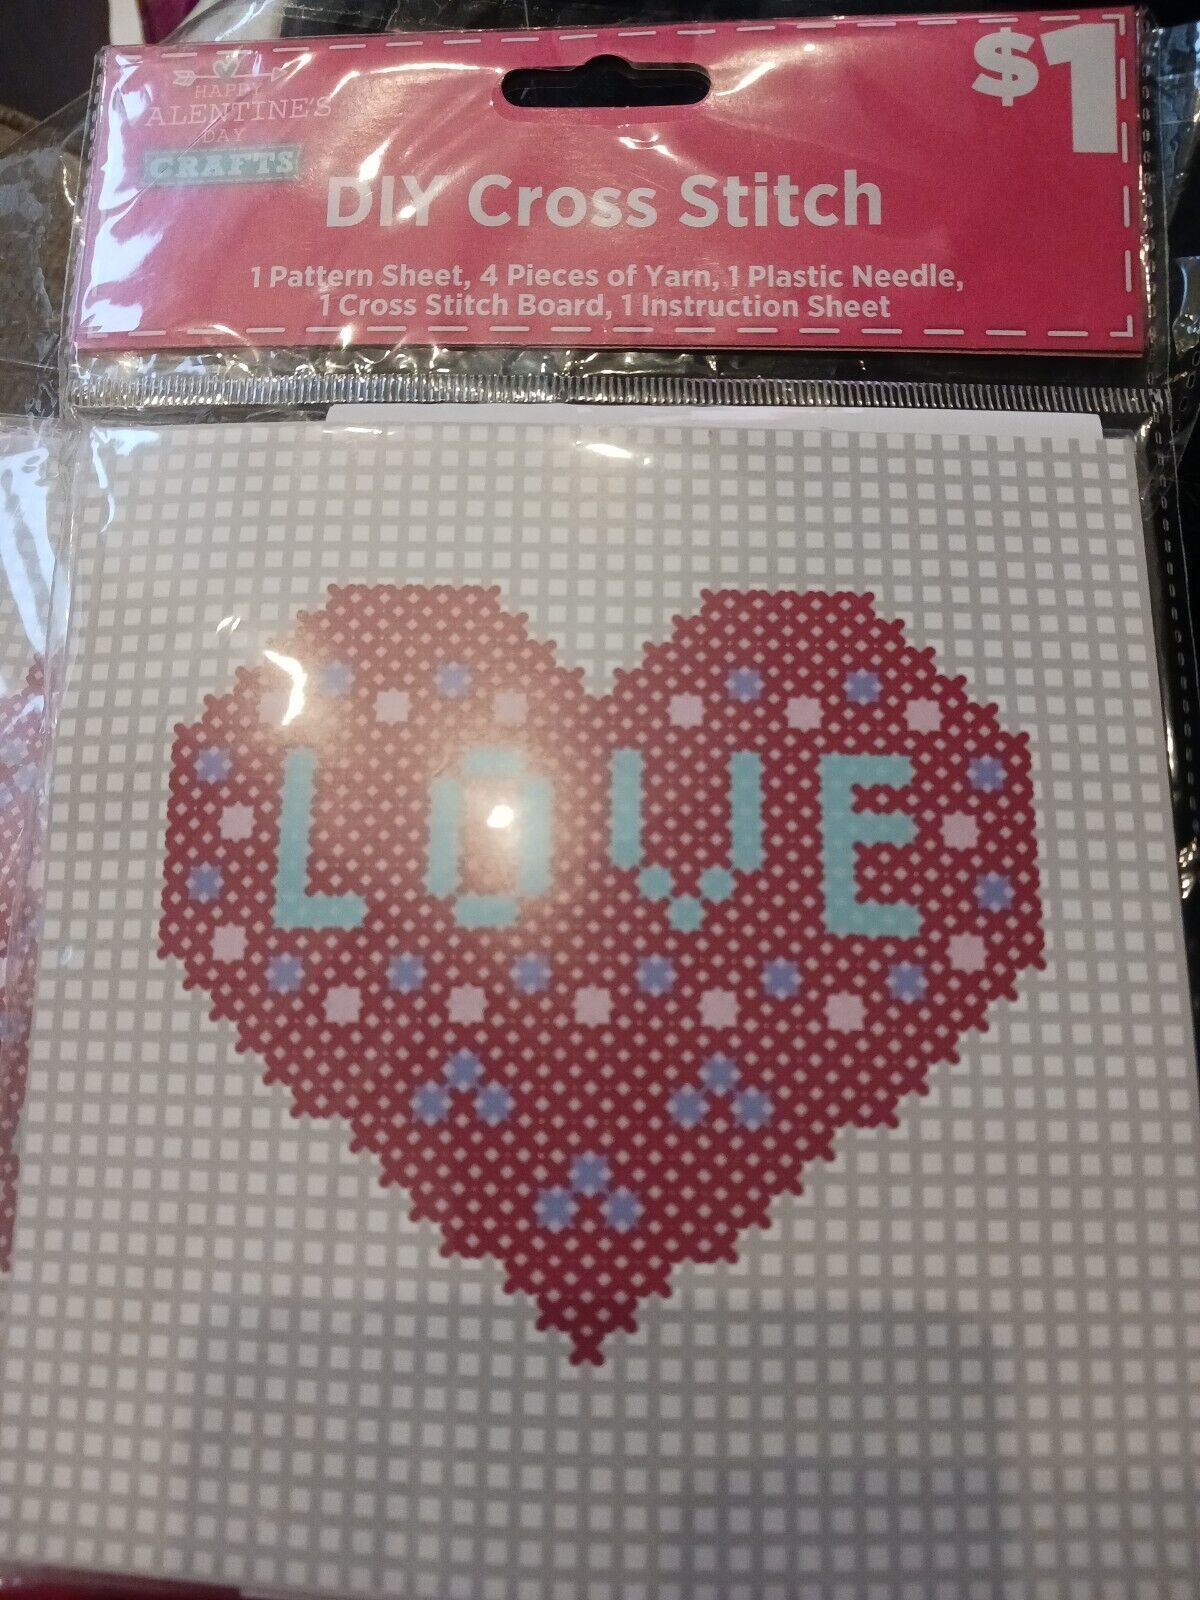 HAPPY
ALENTINE'S
DAY
CRAFTS
$1
DIY Cross Stitch
1 Pattern Sheet, 4 Pieces of Yarn, 1 Plastic Needle,
1 Cross Stitch Board, 1 Instruction Sheet
LOVE